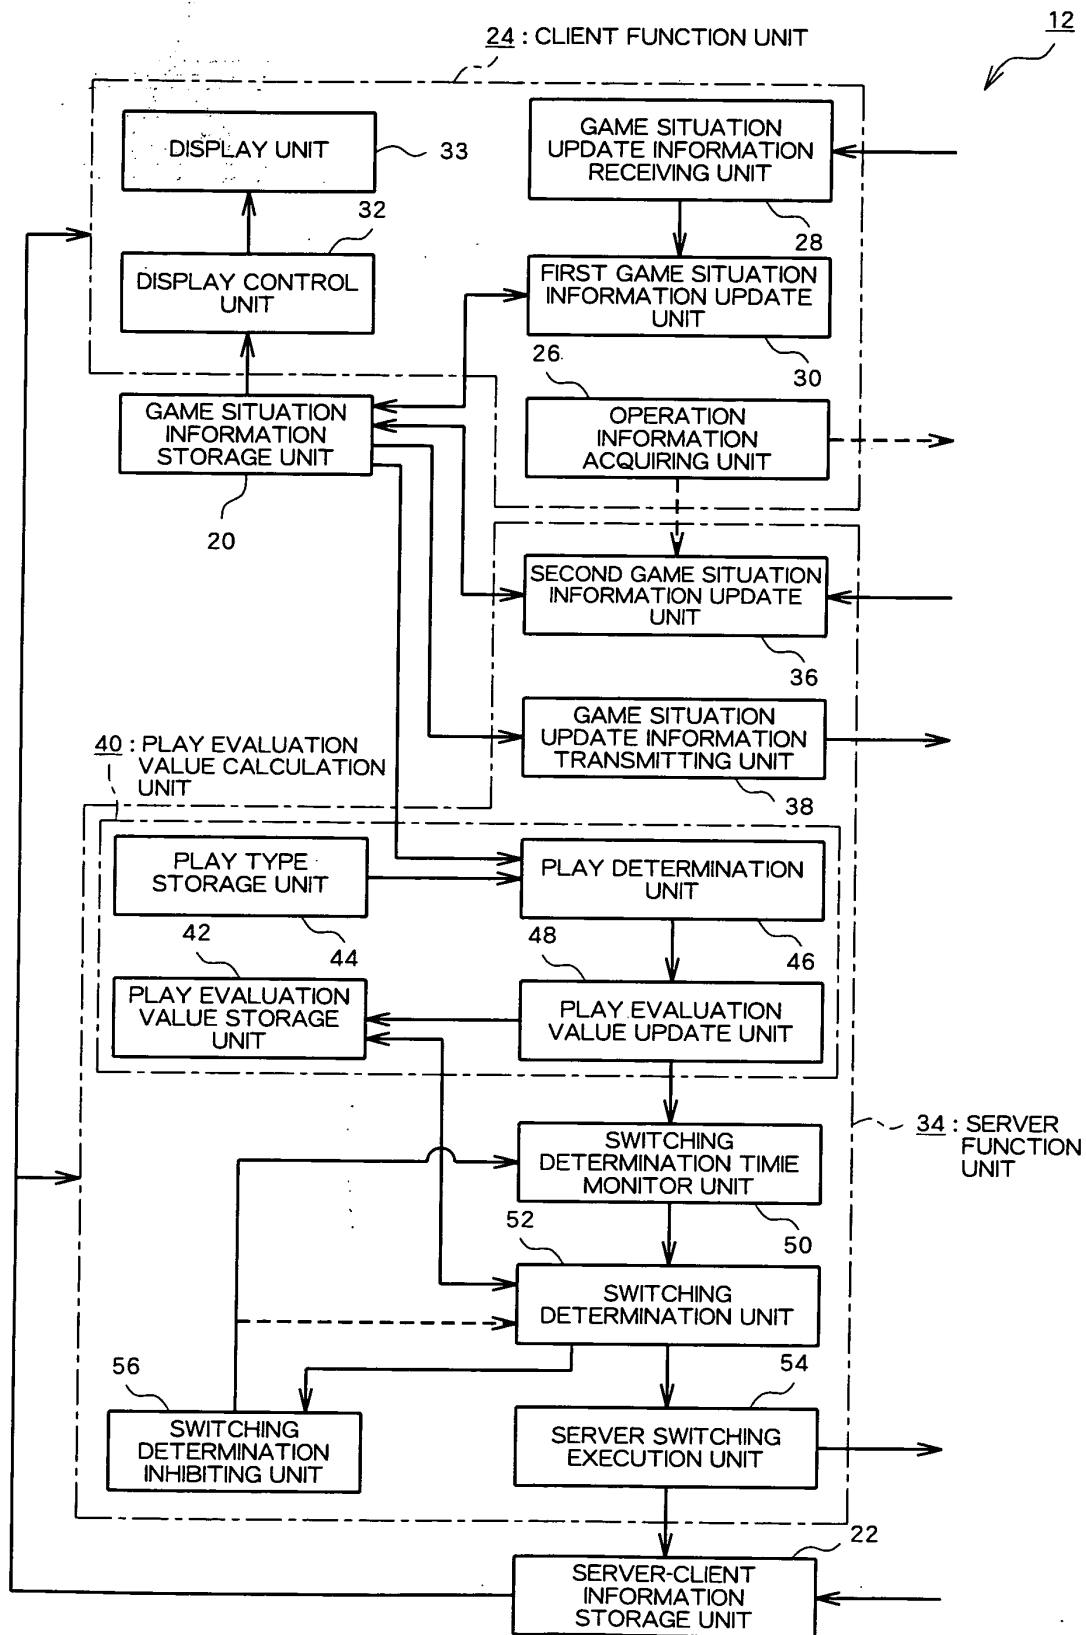 12
24 : CLIENT FUNCTION UNIT
DISPLAY UNIT
33
GAME SITUATION
UPDATE INFORMATION
RECEIVING UNIT
28
32
DISPLAY CONTROL
UNIT
FIRST GAME SITUATION
INFORMATION UPDATE
UNIT
30
26
GAME SITUATION
INFORMATION
STORAGE UNIT
20
OPERATION
INFORMATION
ACQUIRING UNIT
SECOND GAME SITUATION
INFORMATION UPDATE
UNIT
36
GAME SITUATION
UPDATE INFORMATION
TRANSMITTING UNIT
38
40 : PLAY EVALUATION
VALUE CALCULATION
UNIT
PLAY TYPE
STORAGE UNIT
44
PLAY DETERMINATION
UNIT
46
42
PLAY EVALUATION
VALUE STORAGE
UNIT
48
PLAY EVALUATION
VALUE UPDATE UNIT
34 : SERVER
FUNCTION
UNIT
SWITCHING
DETERMINATION TIMIE
MONITOR UNIT
50
52
SWITCHING
DETERMINATION UNIT
56
SWITCHING
DETERMINATION
INHIBITING UNIT
54
SERVER SWITCHING
EXECUTION UNIT
22
SERVER-CLIENT
INFORMATION
STORAGE UNIT